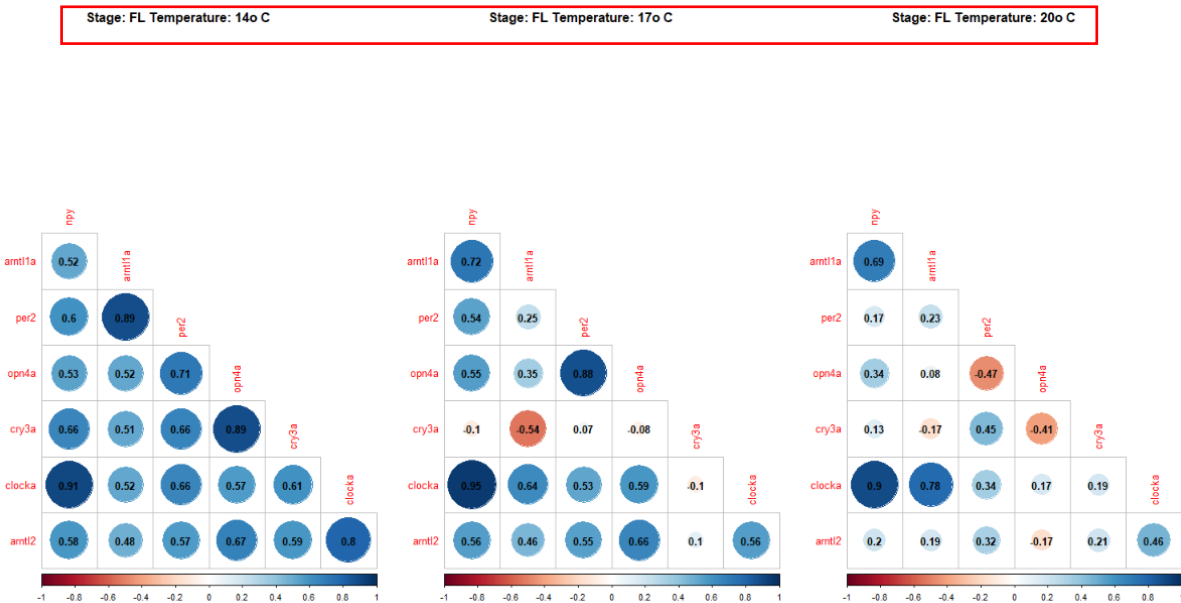 Stage: FL Temperature: 14o C Stage: FL Temperature: 17o C Stage: FL Temperature: 20o C
npy
arntl1a 0.52 arntl1a
per2 0.6 0.89 per2
opn4a 0.53 0.52 0.71 opn4a
cry3a 0.66 0.51 0.66 0.89 cry3a
clocka 0.91 0.52 0.66 0.57 0.61 clocka
arntl2 0.58 0.48 0.57 0.67 0.59 0.8
-1 -0.8 -0.6 -0.4 -0.2 0 0.2 0.4 0.6 0.8 1
npy
arntl1a 0.72 arntl1a
per2 0.54 0.25 per2
opn4a 0.55 0.35 0.88 opn4a
cry3a -0.1 -0.54 0.07 -0.08 cry3a
clocka 0.95 0.64 0.53 0.59 -0.1 clocka
arntl2 0.56 0.46 0.55 0.66 0.1 0.56
-1 -0.8 -0.6 -0.4 -0.2 0 0.2 0.4 0.6 0.8 1
npy
arntl1a 0.69 arntl1a
per2 0.17 0.23 per2
opn4a 0.34 0.08 -0.47 opn4a
cry3a 0.13 -0.17 0.45 -0.41 cry3a
clocka 0.9 0.78 0.34 0.17 0.19 clocka
arntl2 0.2 0.19 0.32 -0.17 0.21 0.46
-1 -0.8 -0.6 -0.4 -0.2 0 0.2 0.4 0.6 0.8 1